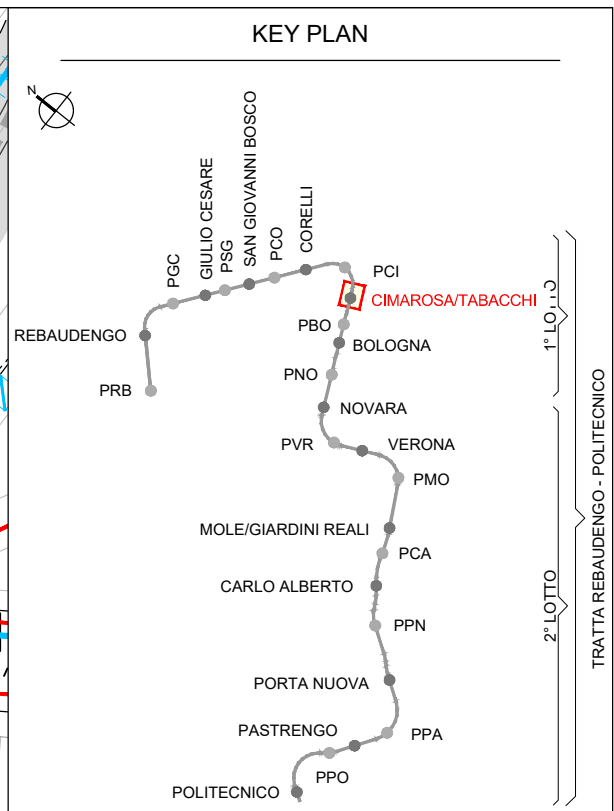 KEY PLAN
N
PGC
GIULIO CESARE
PSG
SAN GIOVANNI BOSCO
PCO
CORELLI
PCI
CIMAROSA/TABACCHI
REBAUDENGO
PBO
BOLOGNA
PNO
PRB
NOVARA
PVR
VERONA
PMO
MOLE/GIARDINI REALI
PCA
CARLO ALBERTO
PPN
PORTA NUOVA
PASTRENGO
PPA
PPO
POLITECNICO
1° LOTTO
2° LOTTO
TRATTA REBAUDENGO - POLITECNICO